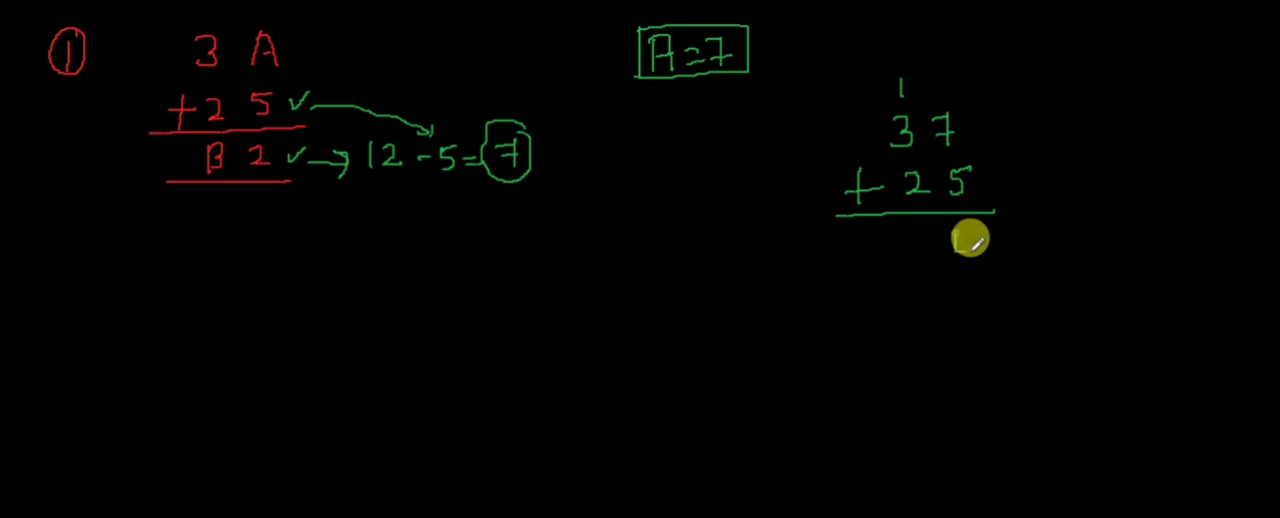 ① 3 A
+ 2 5 ✓
B 2 ✓ → 12 - 5 = 7
A = 7
1
3 7
+ 2 5